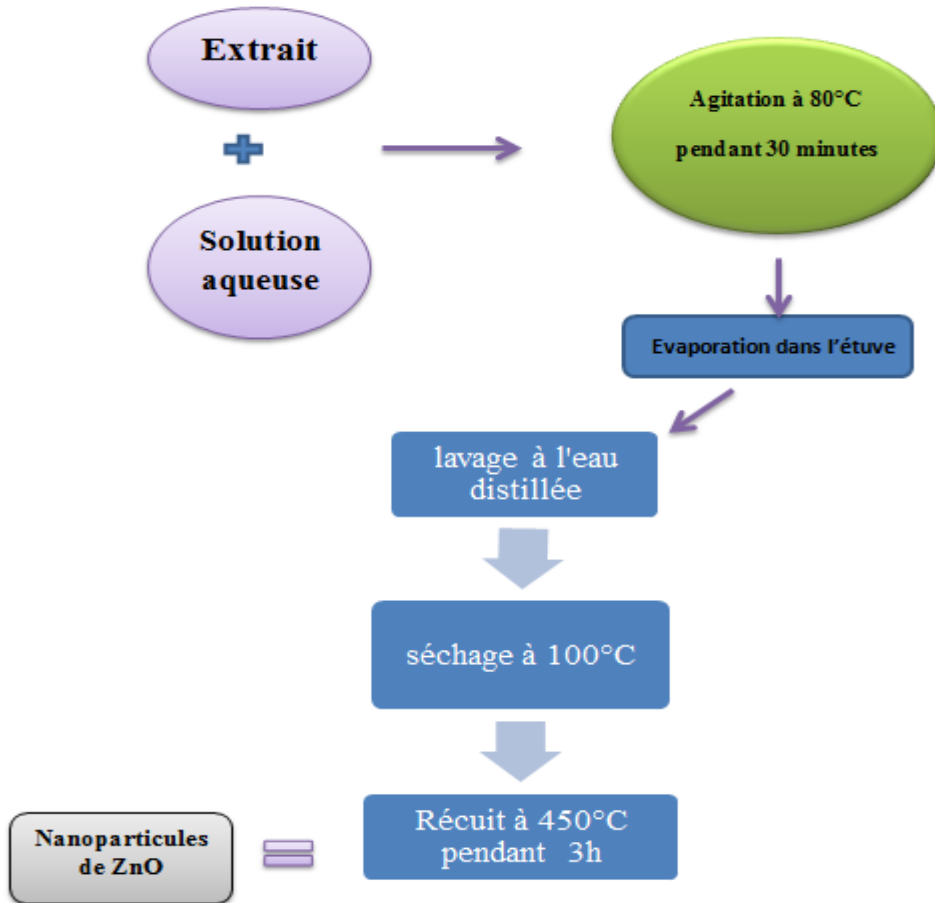 Extrait
Solution
aqueuse
Agitation à 80°C
pendant 30 minutes
Evaporation dans l'étuve
lavage à l'eau
distillée
séchage à 100°C
Récuit à 450°C
pendant 3h
Nanoparticules
de ZnO